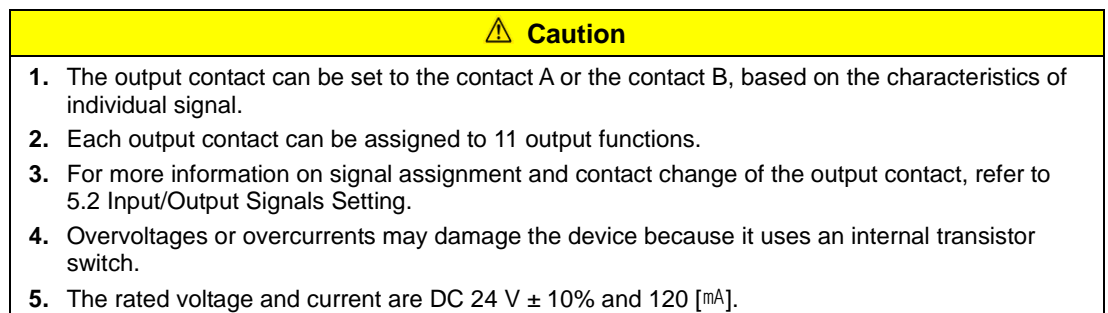 ⚠ Caution
1. The output contact can be set to the contact A or the contact B, based on the characteristics of
individual signal.
2. Each output contact can be assigned to 11 output functions.
3. For more information on signal assignment and contact change of the output contact, refer to
5.2 Input/Output Signals Setting.
4. Overvoltages or overcurrents may damage the device because it uses an internal transistor
switch.
5. The rated voltage and current are DC 24 V ± 10% and 120 [㎃].